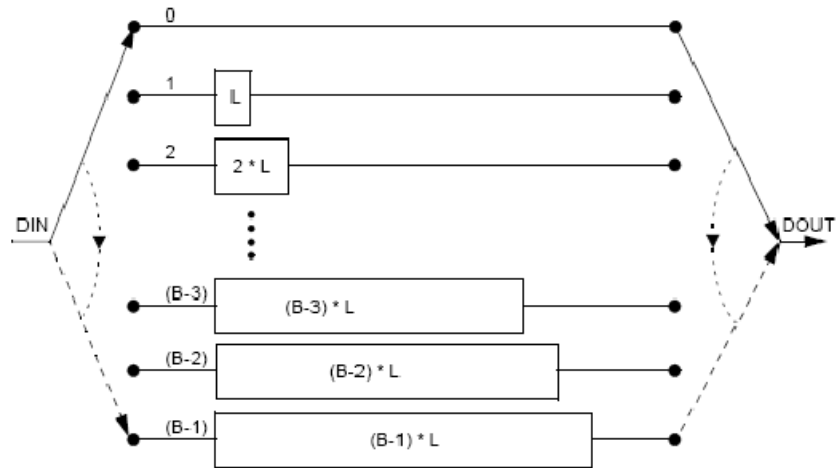 0
1
L
2
2 * L
DIN
DOUT
(B-3)
(B-3) * L
(B-2)
(B-2) * L
(B-1)
(B-1) * L